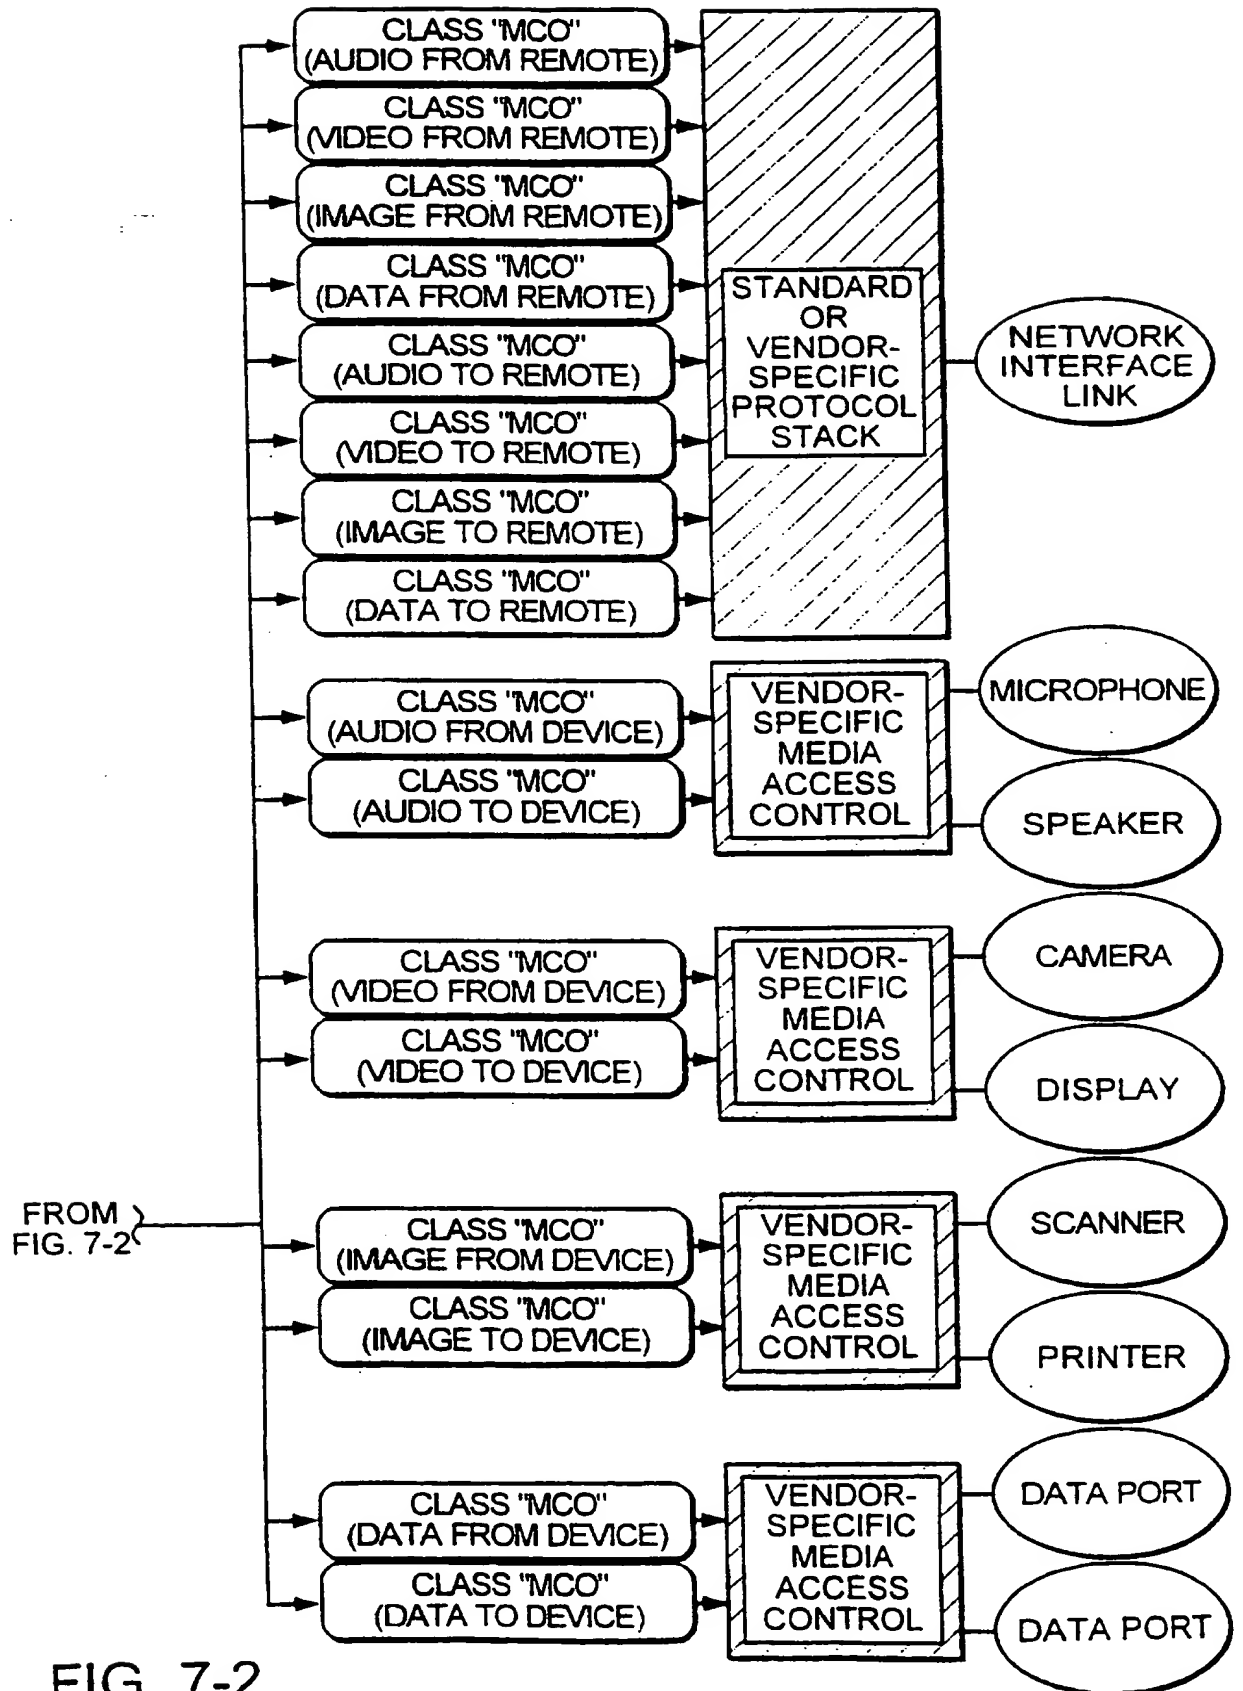 CLASS "MCO"
(AUDIO FROM REMOTE)
CLASS "MCO"
(VIDEO FROM REMOTE)
CLASS "MCO"
(IMAGE FROM REMOTE)
CLASS "MCO"
(DATA FROM REMOTE)
CLASS "MCO"
(AUDIO TO REMOTE)
CLASS "MCO"
(VIDEO TO REMOTE)
CLASS "MCO"
(IMAGE TO REMOTE)
CLASS "MCO"
(DATA TO REMOTE)
STANDARD
OR
VENDOR-
SPECIFIC
PROTOCOL
STACK
NETWORK
INTERFACE
LINK
CLASS "MCO"
(AUDIO FROM DEVICE)
CLASS "MCO"
(AUDIO TO DEVICE)
VENDOR-
SPECIFIC
MEDIA
ACCESS
CONTROL
MICROPHONE
SPEAKER
CLASS "MCO"
(VIDEO FROM DEVICE)
CLASS "MCO"
(VIDEO TO DEVICE)
VENDOR-
SPECIFIC
MEDIA
ACCESS
CONTROL
CAMERA
DISPLAY
FROM
FIG. 7-2
CLASS "MCO"
(IMAGE FROM DEVICE)
CLASS "MCO"
(IMAGE TO DEVICE)
VENDOR-
SPECIFIC
MEDIA
ACCESS
CONTROL
SCANNER
PRINTER
CLASS "MCO"
(DATA FROM DEVICE)
CLASS "MCO"
(DATA TO DEVICE)
VENDOR-
SPECIFIC
MEDIA
ACCESS
CONTROL
DATA PORT
DATA PORT
FIG. 7-2